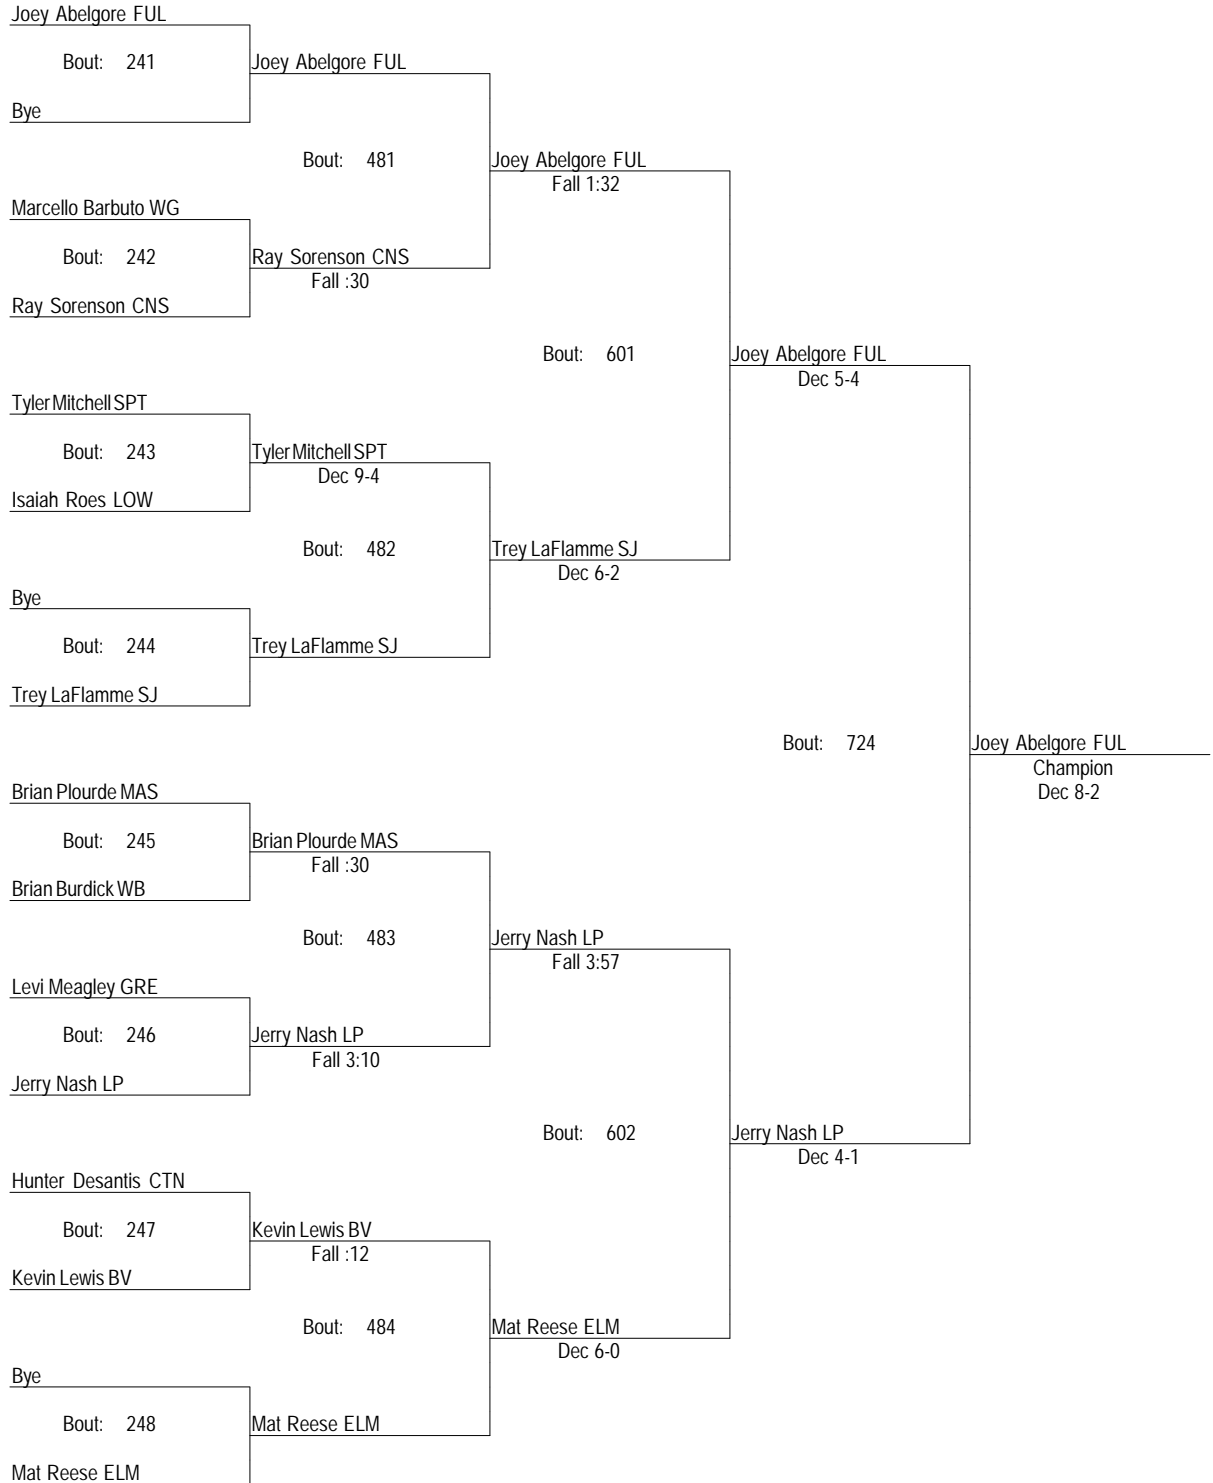 Joey Abelgore FUL
Bout: 241
Joey Abelgore FUL
Bye
Bout: 481
Joey Abelgore FUL
Fall 1:32
Marcello Barbuto WG
Bout: 242
Ray Sorenson CNS
Fall :30
Ray Sorenson CNS
Bout: 601
Joey Abelgore FUL
Dec 5-4
Tyler Mitchell SPT
Bout: 243
Tyler Mitchell SPT
Dec 9-4
Isaiah Roes LOW
Bout: 482
Trey LaFlamme SJ
Dec 6-2
Bye
Bout: 244
Trey LaFlamme SJ
Trey LaFlamme SJ
Bout: 724
Joey Abelgore FUL
Champion
Dec 8-2
Brian Plourde MAS
Bout: 245
Brian Plourde MAS
Fall :30
Brian Burdick WB
Bout: 483
Jerry Nash LP
Fall 3:57
Levi Meagley GRE
Bout: 246
Jerry Nash LP
Fall 3:10
Jerry Nash LP
Bout: 602
Jerry Nash LP
Dec 4-1
Hunter Desantis CTN
Bout: 247
Kevin Lewis BV
Fall :12
Kevin Lewis BV
Bout: 484
Mat Reese ELM
Dec 6-0
Bye
Bout: 248
Mat Reese ELM
Mat Reese ELM